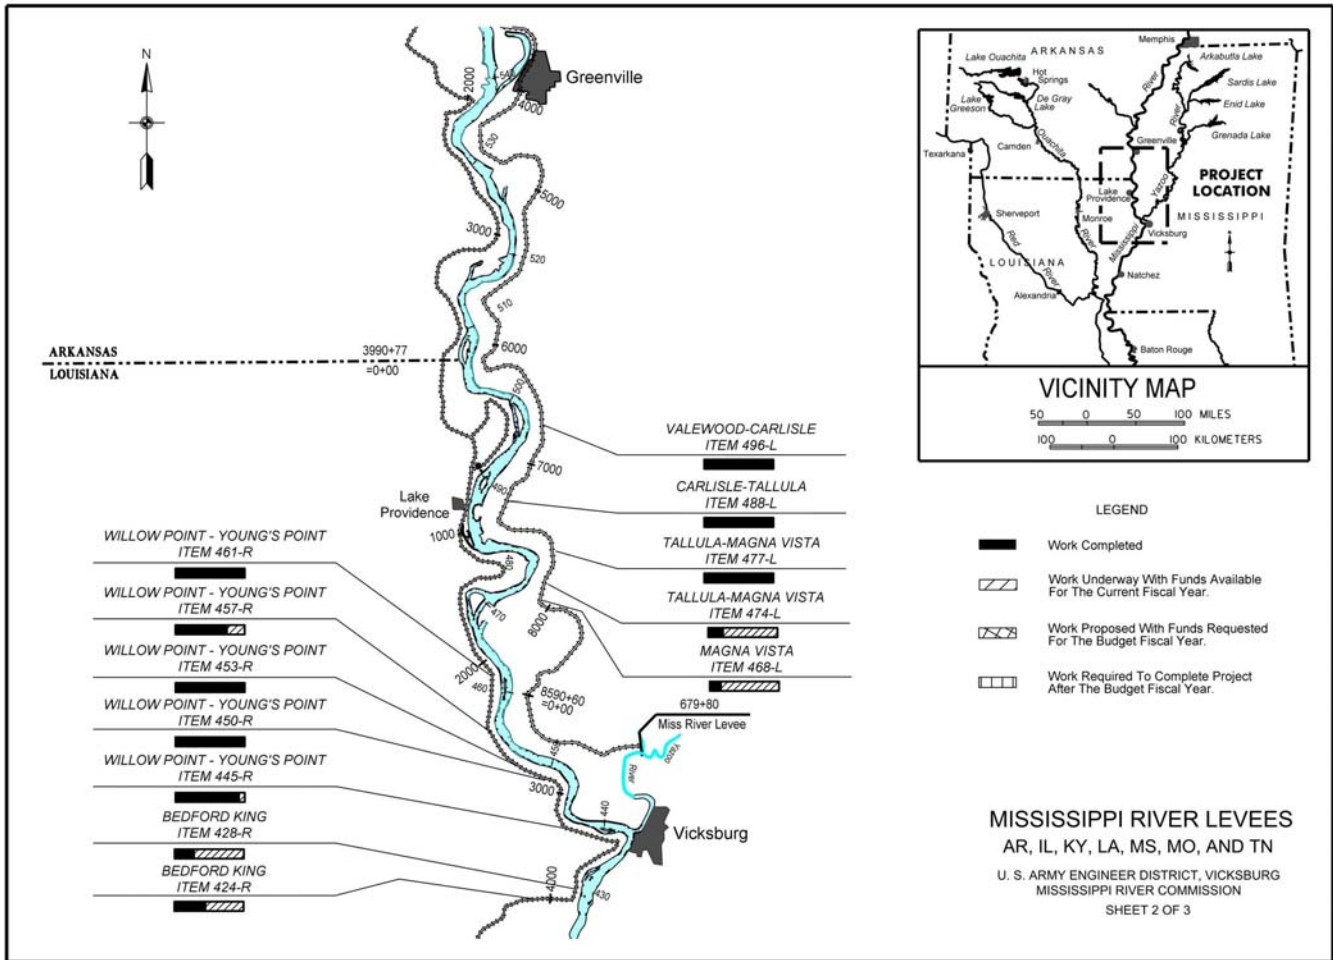 N
Greenville
2000
540
4000
530
5000
3000
520
510
6000
ARKANSAS
LOUISIANA
3990+77
=0+00
500
7000
490
Lake
Providence
1000
480
470
8000
2000
460
8590+60
=0+00
679+80
Miss River Levee
Yazoo
River
450
3000
440
Vicksburg
4000
430
VALEWOOD-CARLISLE
ITEM 496-L
CARLISLE-TALLULA
ITEM 488-L
TALLULA-MAGNA VISTA
ITEM 477-L
TALLULA-MAGNA VISTA
ITEM 474-L
MAGNA VISTA
ITEM 468-L
WILLOW POINT - YOUNG'S POINT
ITEM 461-R
WILLOW POINT - YOUNG'S POINT
ITEM 457-R
WILLOW POINT - YOUNG'S POINT
ITEM 453-R
WILLOW POINT - YOUNG'S POINT
ITEM 450-R
WILLOW POINT - YOUNG'S POINT
ITEM 445-R
BEDFORD KING
ITEM 428-R
BEDFORD KING
ITEM 424-R
Memphis
ARKANSAS
Lake Ouachita
Hot
Springs
Arkabutla Lake
Sardis Lake
Enid Lake
Grenada Lake
River
River
De Gray
Lake
Lake
Greeson
Ouachita
Camden
Texarkana
Greenville
PROJECT
LOCATION
Lake
Providence
Yazoo
MISSISSIPPI
Sherveport
Monroe
River
Vicksburg
Mississippi
Red
River
LOUISIANA
Natchez
Alexandria
Baton Rouge
VICINITY MAP
50 0 50 100 MILES
100 0 100 KILOMETERS
LEGEND
Work Completed
Work Underway With Funds Available
For The Current Fiscal Year.
Work Proposed With Funds Requested
For The Budget Fiscal Year.
Work Required To Complete Project
After The Budget Fiscal Year.
MISSISSIPPI RIVER LEVEES
AR, IL, KY, LA, MS, MO, AND TN
U. S. ARMY ENGINEER DISTRICT, VICKSBURG
MISSISSIPPI RIVER COMMISSION
SHEET 2 OF 3